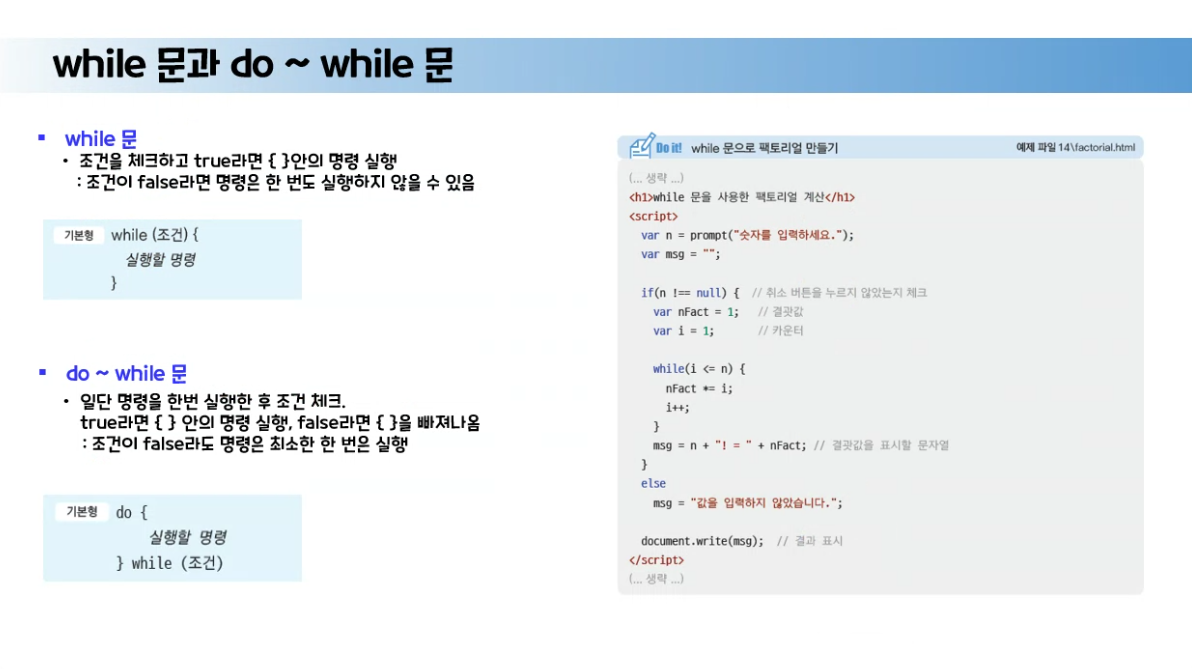 while 문과 do ~ while 문
▪ while 문
• 조건을 체크하고 true라면 { }안의 명령 실행
: 조건이 false라면 명령은 한 번도 실행하지 않을 수 있음
기본형 while (조건) {
실행할 명령
}
▪ do ~ while 문
• 일단 명령을 한번 실행한 후 조건 체크.
true라면 { } 안의 명령 실행, false라면 { }을 빠져나옴
: 조건이 false라도 명령은 최소한 한 번은 실행
기본형 do {
실행할 명령
} while (조건)
Do it! while 문으로 팩토리얼 만들기 예제 파일 14\factorial.html
(... 생략 ...)
<h1>while 문을 사용한 팩토리얼 계산</h1>
<script>
var n = prompt("숫자를 입력하세요.");
var msg = "";
if(n !== null) { // 취소 버튼을 누르지 않았는지 체크
var nFact = 1; // 결괏값
var i = 1; // 카운터
while(i <= n) {
nFact *= i;
i++;
}
msg = n + "! = " + nFact; // 결괏값을 표시할 문자열
}
else
msg = "값을 입력하지 않았습니다.";
document.write(msg); // 결과 표시
</script>
(... 생략 ...)